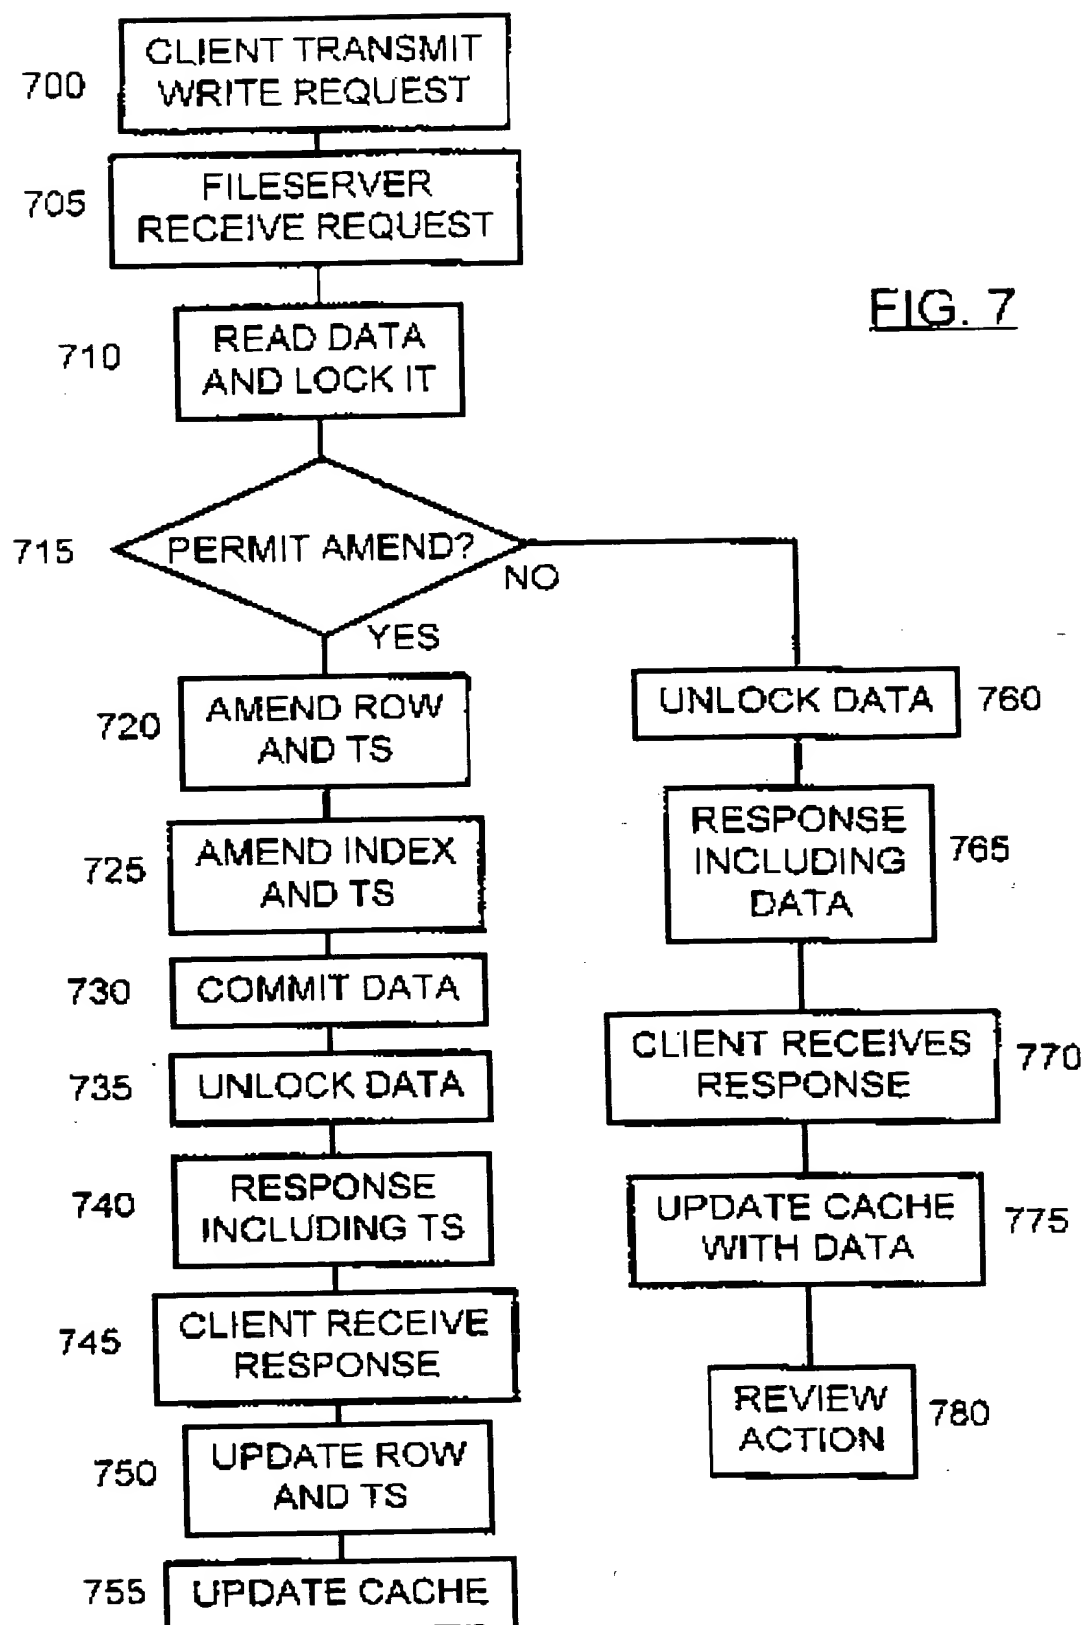 CLIENT TRANSMIT
WRITE REQUEST
700
FILESERVER
RECEIVE REQUEST
705
FIG. 7
READ DATA
AND LOCK IT
710
PERMIT AMEND?
715
NO
YES
AMEND ROW
AND TS
720
AMEND INDEX
AND TS
725
COMMIT DATA
730
UNLOCK DATA
735
RESPONSE
INCLUDING TS
740
CLIENT RECEIVE
RESPONSE
745
UPDATE ROW
AND TS
750
UPDATE CACHE
755
UNLOCK DATA
760
RESPONSE
INCLUDING
DATA
765
CLIENT RECEIVES
RESPONSE
770
UPDATE CACHE
WITH DATA
775
REVIEW
ACTION
780